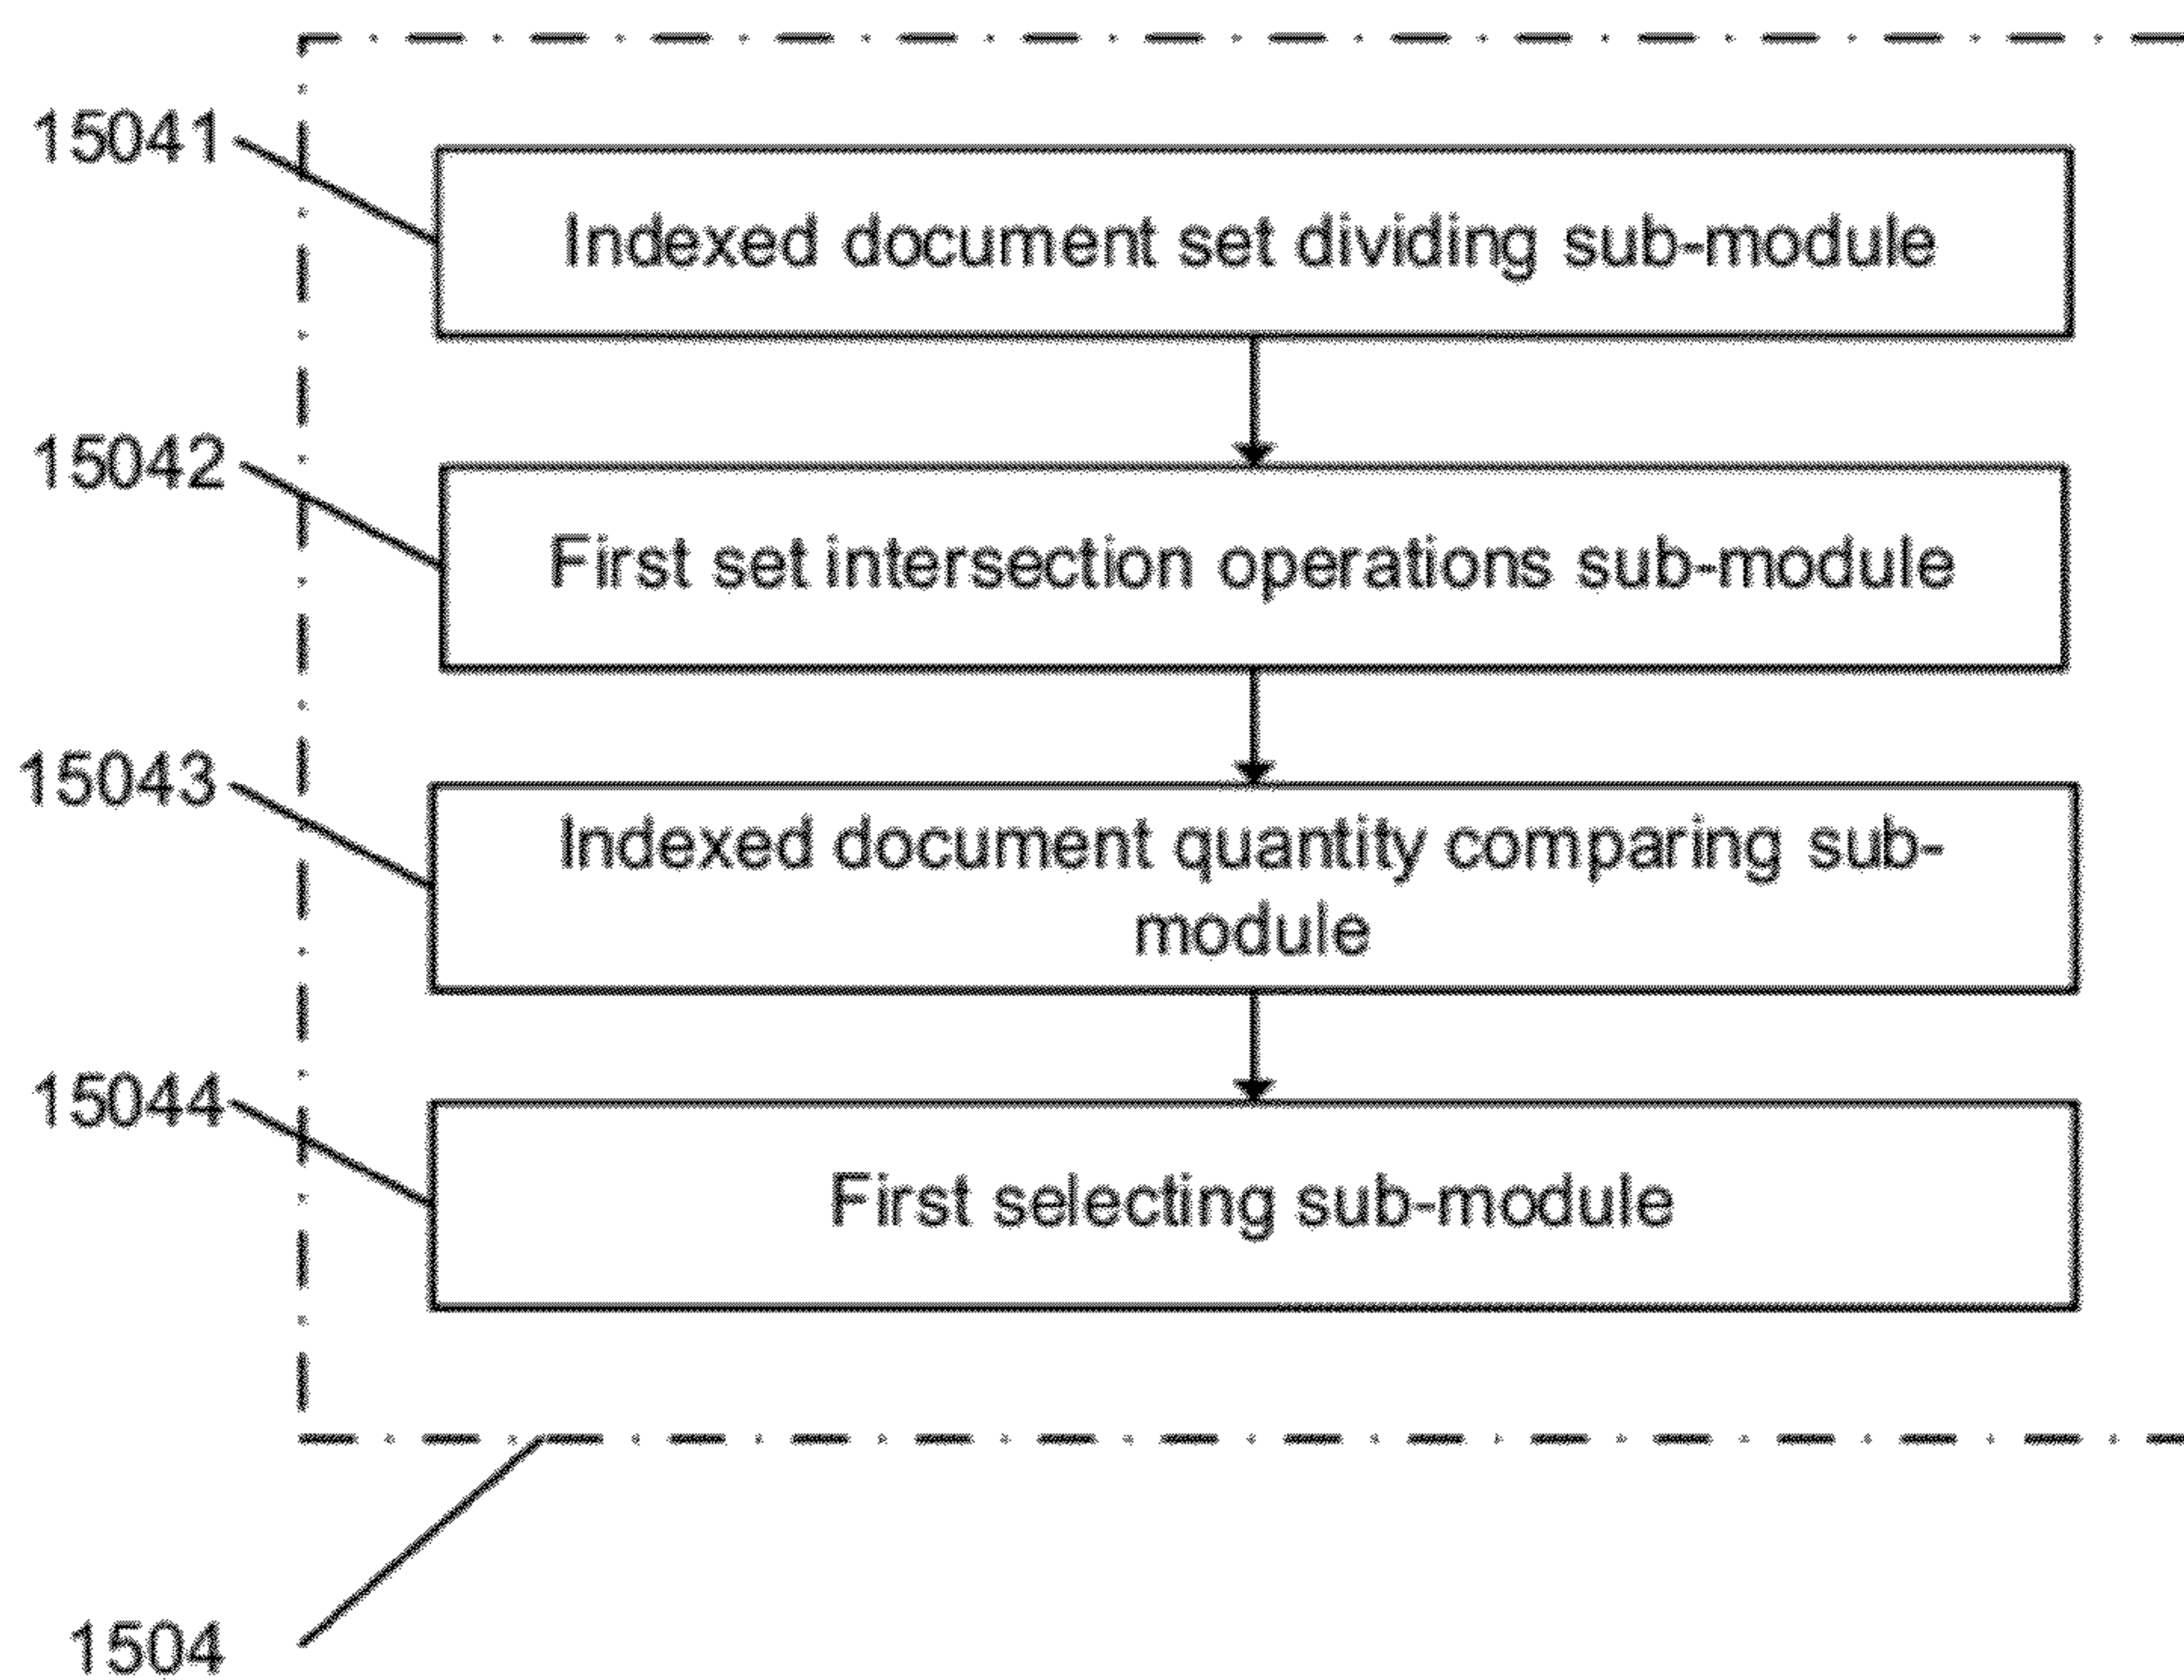 15041
Indexed document set dividing sub-module
15042
First set intersection operations sub-module
15043
Indexed document quantity comparing sub-
module
15044
First selecting sub-module
1504